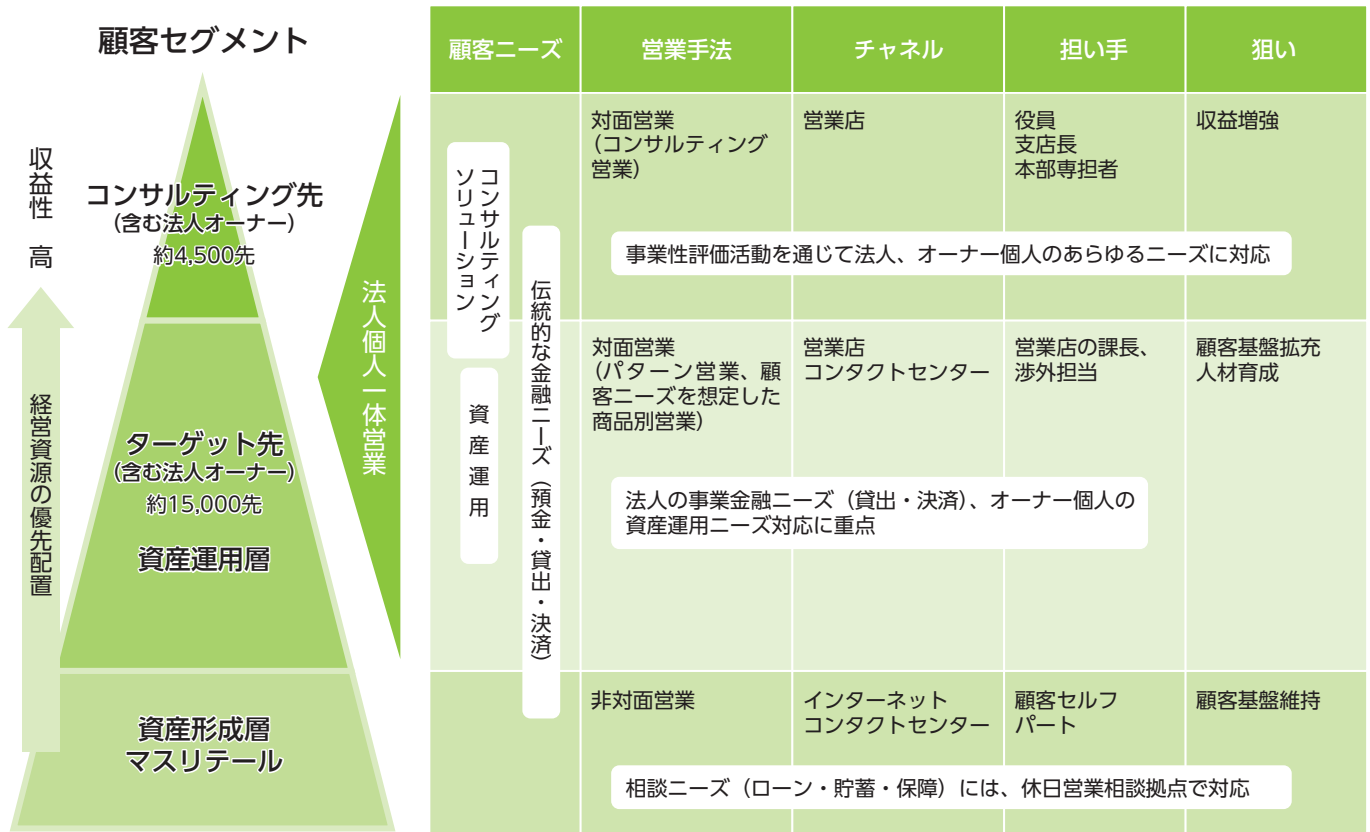 顧客セグメント
収益性 高
経営資源の優先配置
コンサルティング先
(含む法人オーナー)
約4,500先
ターゲット先
(含む法人オーナー)
約15,000先
資産運用層
資産形成層
マスリテール
法人個人一体営業
顧客ニーズ
営業手法
チャネル
担い手
狙い
コンサルティング
ソリューション
資産運用
伝統的な金融ニーズ(預金・貸出・決済)
対面営業
(コンサルティング
営業)
営業店
役員
支店長
本部専担者
収益増強
事業性評価活動を通じて法人、オーナー個人のあらゆるニーズに対応
対面営業
(パターン営業、顧
客ニーズを想定した
商品別営業)
営業店
コンタクトセンター
営業店の課長、
渉外担当
顧客基盤拡充
人材育成
法人の事業金融ニーズ(貸出・決済)、オーナー個人の
資産運用ニーズ対応に重点
非対面営業
インターネット
コンタクトセンター
顧客セルフ
パート
顧客基盤維持
相談ニーズ(ローン・貯蓄・保障)には、休日営業相談拠点で対応